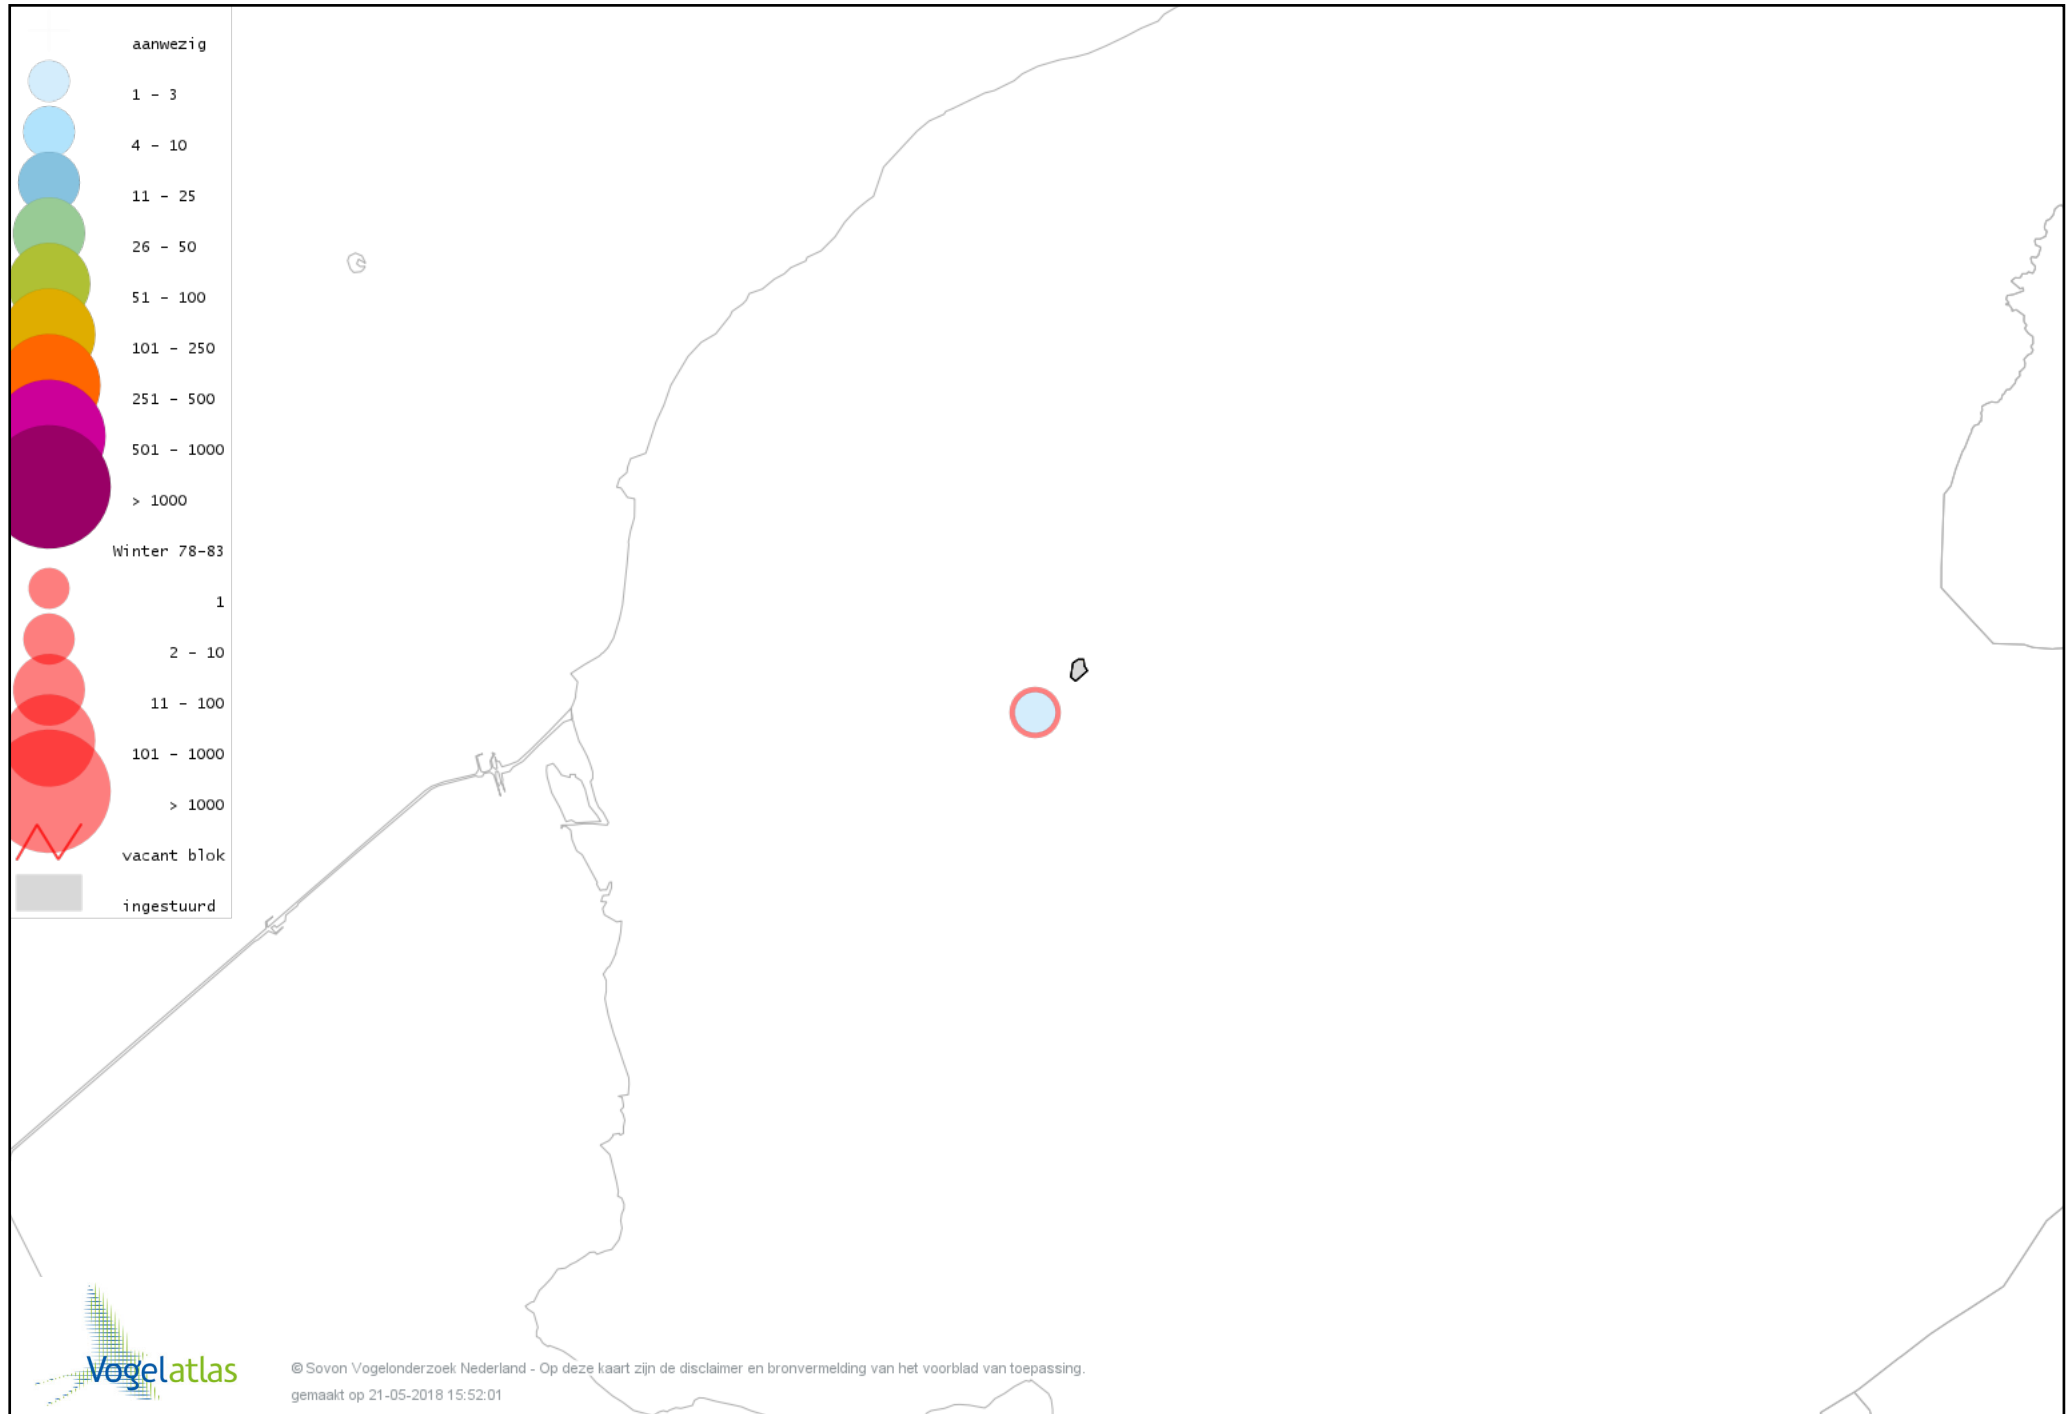 aanwezig
1 – 3
4 – 10
11 – 25
26 – 50
51 – 100
101 – 250
251 – 500
501 – 1000
> 1000
Winter 78–83
1
2 – 10
11 – 100
101 – 1000
> 1000
vacant blok
ingestuurd
Vogelatlas
© Sovon Vogelonderzoek Nederland - Op deze kaart zijn de disclaimer en bronvermelding van het voorblad van toepassing.
gemaakt op 21-05-2018 15:52:01